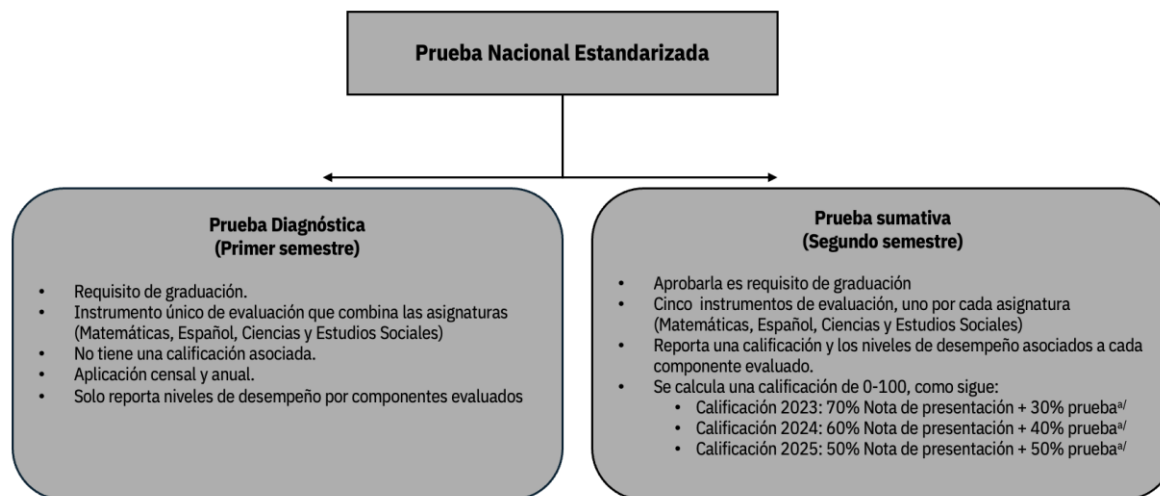 Prueba Nacional Estandarizada
Prueba Diagnóstica
(Primer semestre)
• Requisito de graduación.
• Instrumento único de evaluación que combina las asignaturas
(Matemáticas, Español, Ciencias y Estudios Sociales)
• No tiene una calificación asociada.
• Aplicación censal y anual.
• Solo reporta niveles de desempeño por componentes evaluados
Prueba sumativa
(Segundo semestre)
• Aprobarla es requisito de graduación
• Cinco instrumentos de evaluación, uno por cada asignatura
(Matemáticas, Español, Ciencias y Estudios Sociales)
• Reporta una calificación y los niveles de desempeño asociados a cada
componente evaluado.
• Se calcula una calificación de 0-100, como sigue:
• Calificación 2023: 70% Nota de presentación + 30% pruebaᵃ/
• Calificación 2024: 60% Nota de presentación + 40% pruebaᵃ/
• Calificación 2025: 50% Nota de presentación + 50% pruebaᵃ/